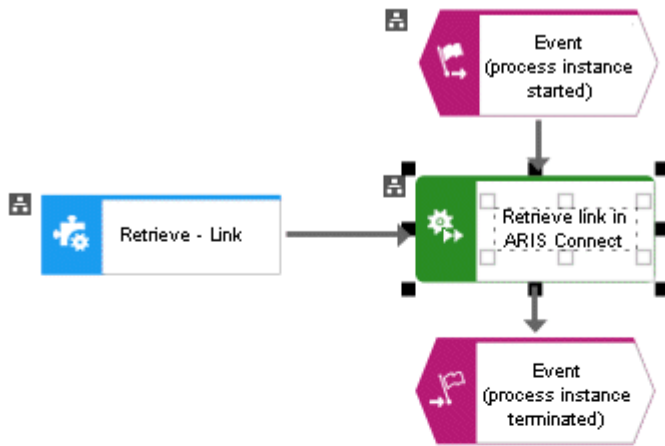 Event
(process instance
started)
Retrieve - Link
Retrieve link in
ARIS Connect
Event
(process instance
terminated)